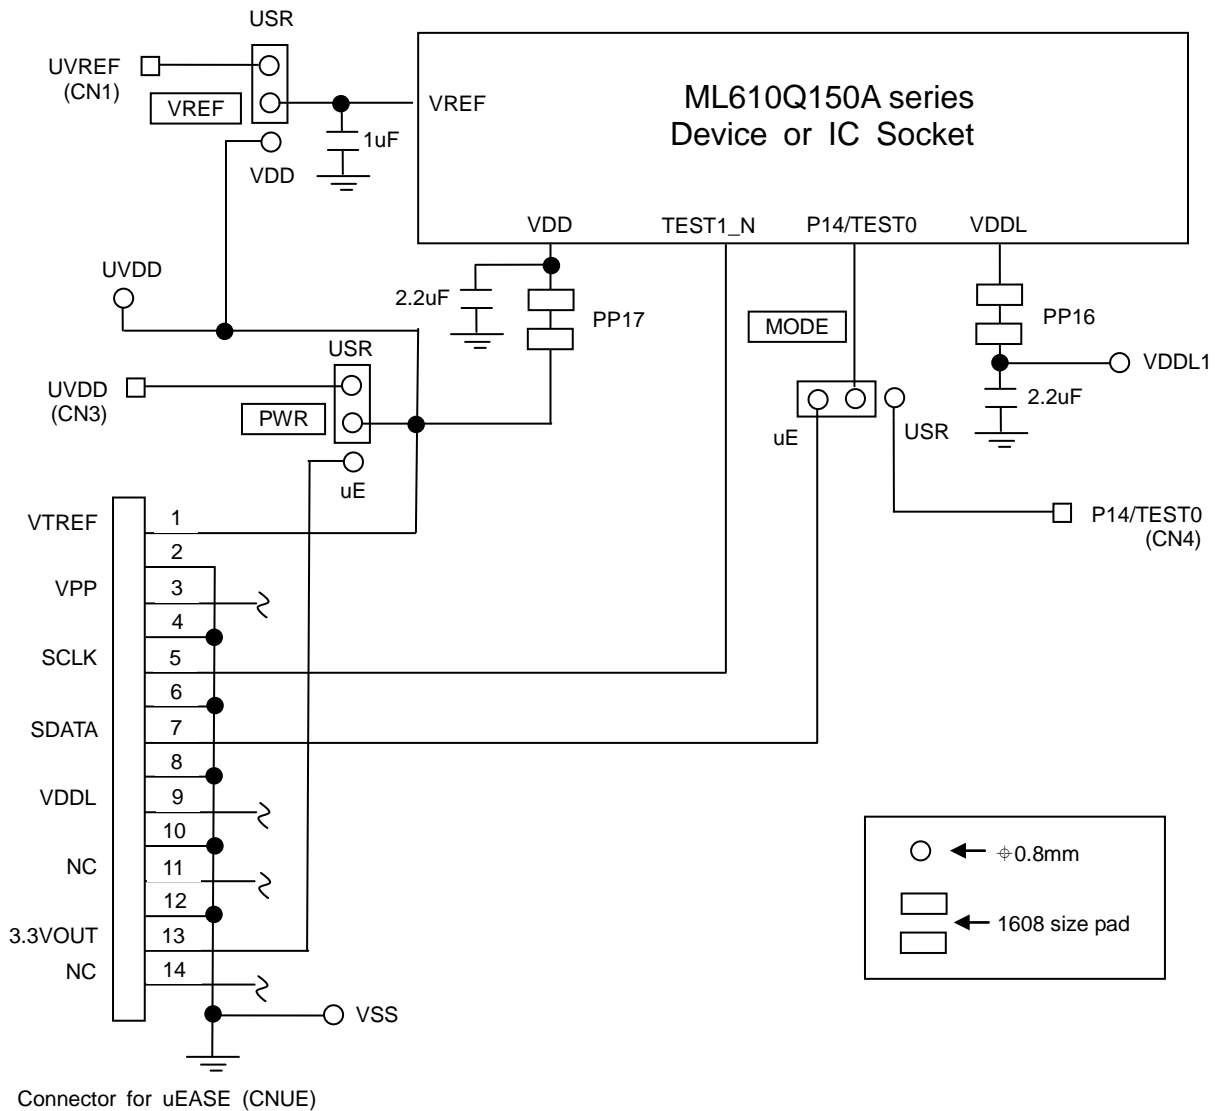 USR
UVREF
(CN1)
VREF
VREF
ML610Q150A series
Device or IC Socket
1uF
VDD
VDD
TEST1_N
P14/TEST0
VDDL
UVDD
2.2uF
PP17
MODE
PP16
USR
VDDL1
UVDD
(CN3)
PWR
2.2uF
uE
USR
uE
P14/TEST0
(CN4)
VTREF 1
2
VPP 3
4
SCLK 5
6
SDATA 7
8
VDDL 9
10
NC 11
12
3.3VOUT 13
NC 14
VSS
⌖0.8mm
1608 size pad
Connector for uEASE (CNUE)